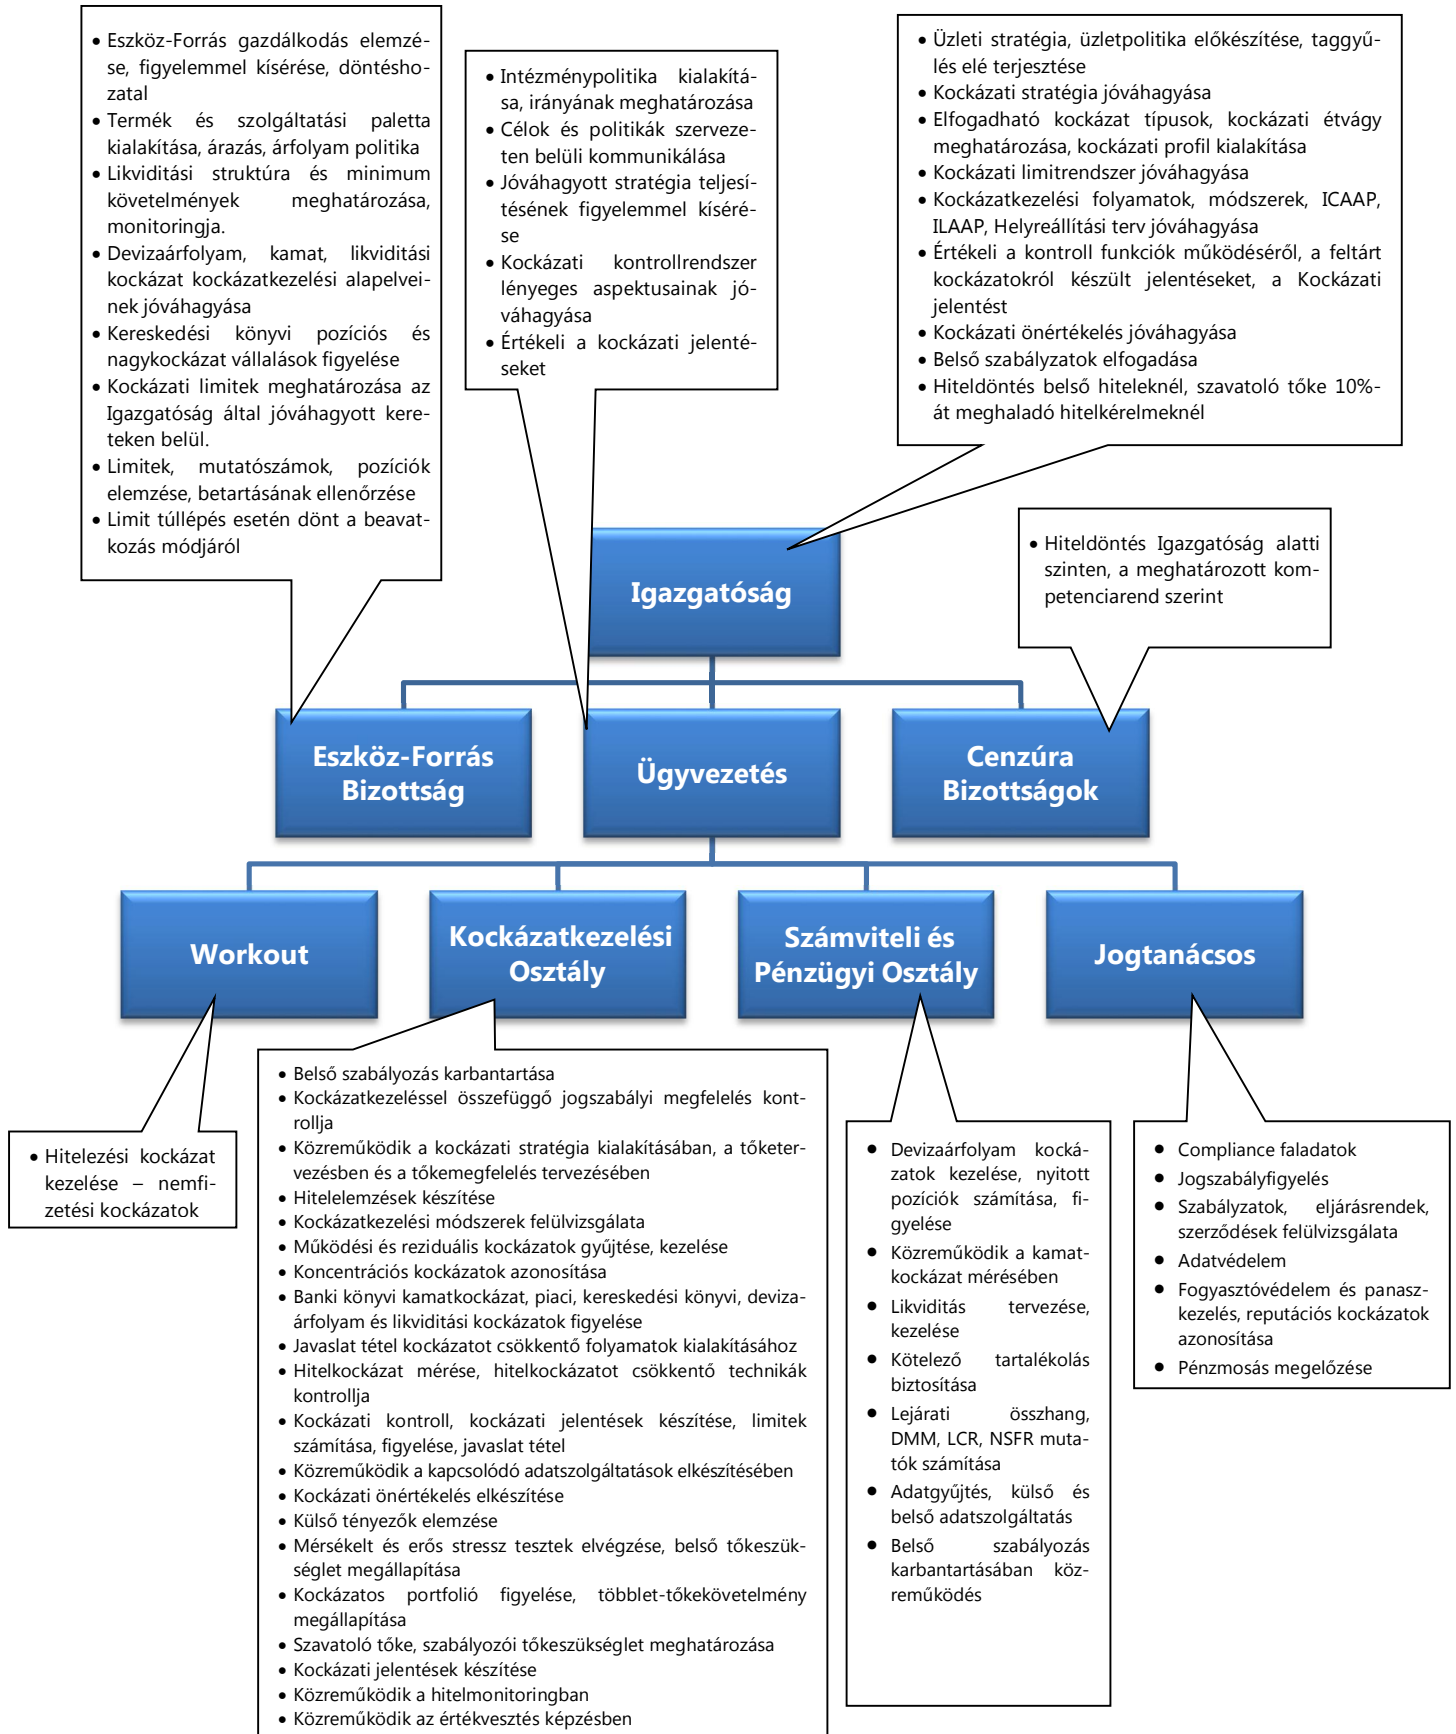 • Eszköz-Forrás gazdálkodás elemzé-
se, figyelemmel kísérése, döntésho-
zatal
• Termék és szolgáltatási paletta
kialakítása, árazás, árfolyam politika
• Likviditási struktúra és minimum
követelmények meghatározása,
monitoringja.
• Devizaárfolyam, kamat, likviditási
kockázat kockázatkezelési alapelvei-
nek jóváhagyása
• Kereskedési könyvi pozíciós és
nagykockázat vállalások figyelése
• Kockázati limitek meghatározása az
Igazgatóság által jóváhagyott kere-
teken belül.
• Limitek, mutatószámok, pozíciók
elemzése, betartásának ellenőrzése
• Limit túllépés esetén dönt a beavat-
kozás módjáról
• Intézménypolitika kialakítá-
sa, irányának meghatározása
• Célok és politikák szerveze-
ten belüli kommunikálása
• Jóváhagyott stratégia teljesí-
tésének figyelemmel kíséré-
se
• Kockázati kontrollrendszer
lényeges aspektusainak jó-
váhagyása
• Értékeli a kockázati jelenté-
seket
• Üzleti stratégia, üzletpolitika előkészítése, taggyű-
lés elé terjesztése
• Kockázati stratégia jóváhagyása
• Elfogadható kockázat típusok, kockázati étvágy
meghatározása, kockázati profil kialakítása
• Kockázati limitrendszer jóváhagyása
• Kockázatkezelési folyamatok, módszerek, ICAAP,
ILAAP, Helyreállítási terv jóváhagyása
• Értékeli a kontroll funkciók működéséről, a feltárt
kockázatokról készült jelentéseket, a Kockázati
jelentést
• Kockázati önértékelés jóváhagyása
• Belső szabályzatok elfogadása
• Hiteldöntés belső hiteleknél, szavatoló tőke 10%-
át meghaladó hitelkérelmeknél
• Hiteldöntés Igazgatóság alatti
szinten, a meghatározott kom-
petenciarend szerint
Igazgatóság
Eszköz-Forrás
Bizottság
Ügyvezetés
Cenzúra
Bizottságok
Workout
Kockázatkezelési
Osztály
Számviteli és
Pénzügyi Osztály
Jogtanácsos
• Hitelezési kockázat
kezelése – nemfi-
zetési kockázatok
• Belső szabályozás karbantartása
• Kockázatkezeléssel összefüggő jogszabályi megfelelés kont-
rollja
• Közreműködik a kockázati stratégia kialakításában, a tőketer-
vezésben és a tőkemegfelelés tervezésében
• Hitelelemzések készítése
• Kockázatkezelési módszerek felülvizsgálata
• Működési és reziduális kockázatok gyűjtése, kezelése
• Koncentrációs kockázatok azonosítása
• Banki könyvi kamatkockázat, piaci, kereskedési könyvi, deviza-
árfolyam és likviditási kockázatok figyelése
• Javaslat tétel kockázatot csökkentő folyamatok kialakításához
• Hitelkockázat mérése, hitelkockázatot csökkentő technikák
kontrollja
• Kockázati kontroll, kockázati jelentések készítése, limitek
számítása, figyelése, javaslat tétel
• Közreműködik a kapcsolódó adatszolgáltatások elkészítésében
• Kockázati önértékelés elkészítése
• Külső tényezők elemzése
• Mérsékelt és erős stressz tesztek elvégzése, belső tőkeszük-
séglet megállapítása
• Kockázatos portfolió figyelése, többlet-tőkekövetelmény
megállapítása
• Szavatoló tőke, szabályozói tőkeszükséglet meghatározása
• Kockázati jelentések készítése
• Közreműködik a hitelmonitoringban
• Közreműködik az értékvesztés képzésben
• Devizaárfolyam kocká-
zatok kezelése, nyitott
pozíciók számítása, fi-
gyelése
• Közreműködik a kamat-
kockázat mérésében
• Likviditás tervezése,
kezelése
• Kötelező tartalékolás
biztosítása
• Lejárati összhang,
DMM, LCR, NSFR muta-
tók számítása
• Adatgyűjtés, külső és
belső adatszolgáltatás
• Belső szabályozás
karbantartásában köz-
reműködés
• Compliance faladatok
• Jogszabályfigyelés
• Szabályzatok, eljárásrendek,
szerződések felülvizsgálata
• Adatvédelem
• Fogyasztóvédelem és panasz-
kezelés, reputációs kockázatok
azonosítása
• Pénzmosás megelőzése